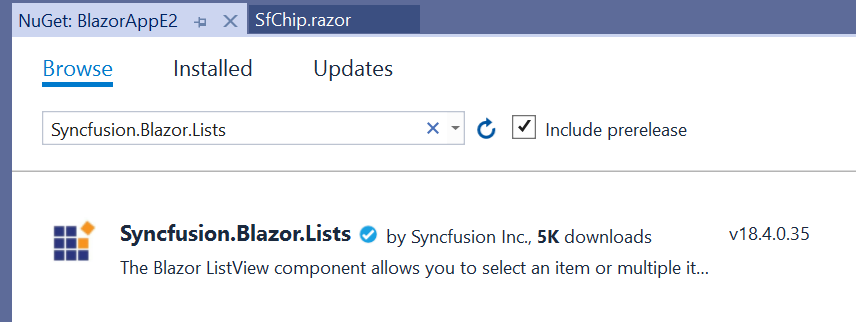 NuGet: BlazorAppE2 SfChip.razor
Browse Installed Updates
Syncfusion.Blazor.Lists Include prerelease
Syncfusion.Blazor.Lists by Syncfusion Inc., 5K downloads v18.4.0.35
The Blazor ListView component allows you to select an item or multiple it...